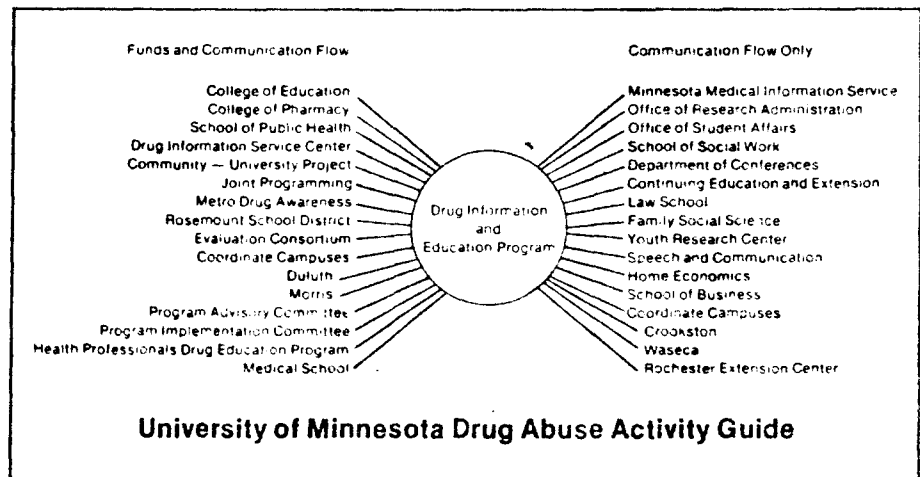 Funds and Communication Flow
College of Education
College of Pharmacy
School of Public Health
Drug Information Service Center
Community — University Project
Joint Programming
Metro Drug Awareness
Rosemount School District
Evaluation Consortium
Coordinate Campuses
Duluth
Morris
Program Advisory Committee
Program Implementation Committee
Health Professionals Drug Education Program
Medical School
Drug Information
and
Education Program
Communication Flow Only
Minnesota Medical Information Service
Office of Research Administration
Office of Student Affairs
School of Social Work
Department of Conferences
Continuing Education and Extension
Law School
Family Social Science
Youth Research Center
Speech and Communication
Home Economics
School of Business
Coordinate Campuses
Crookston
Waseca
Rochester Extension Center
University of Minnesota Drug Abuse Activity Guide